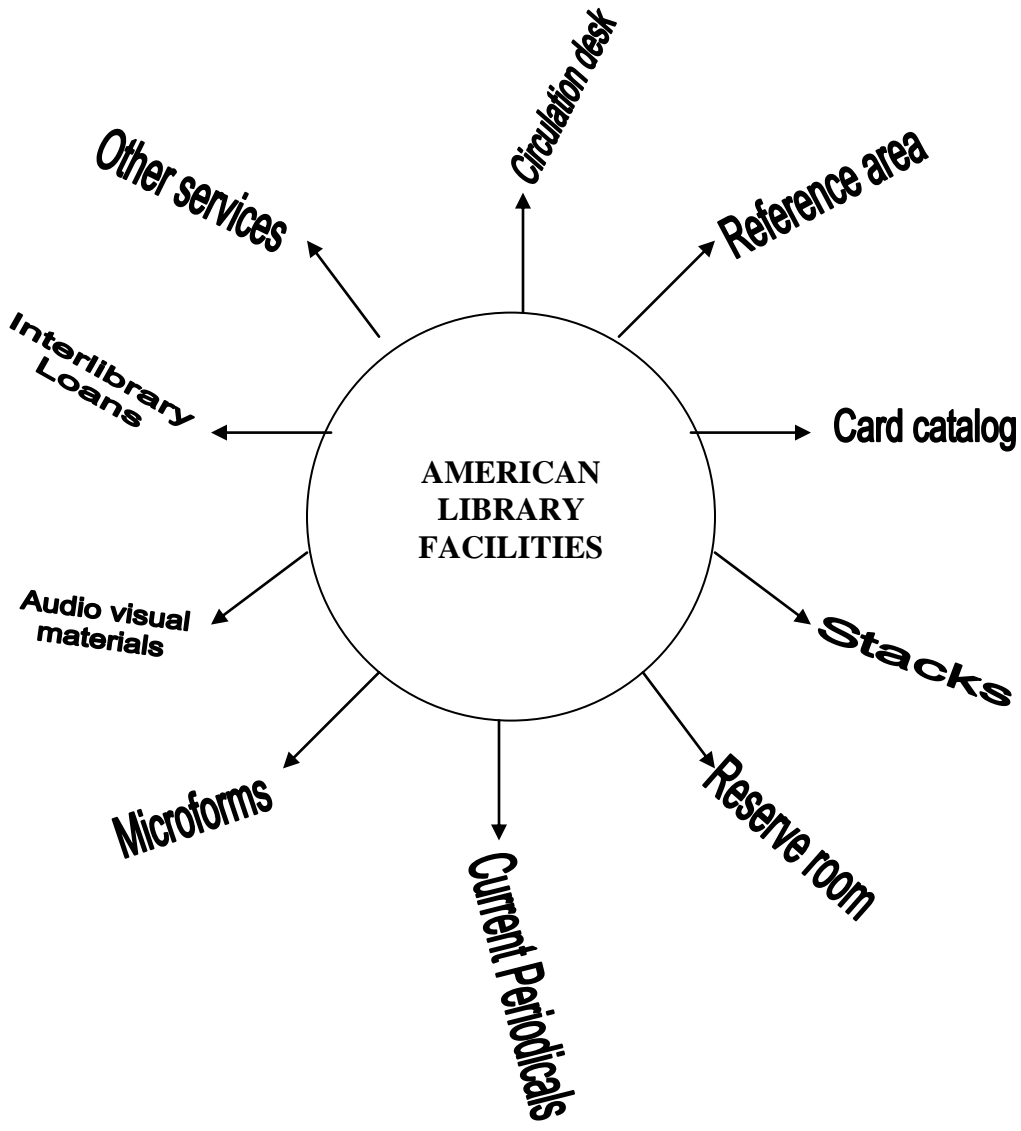 Circulation desk
Other services
Reference area
Interlibrary
Loans
Card catalog
AMERICAN
LIBRARY
FACILITIES
Audio visual
materials
Stacks
Microforms
Reserve room
Current Periodicals